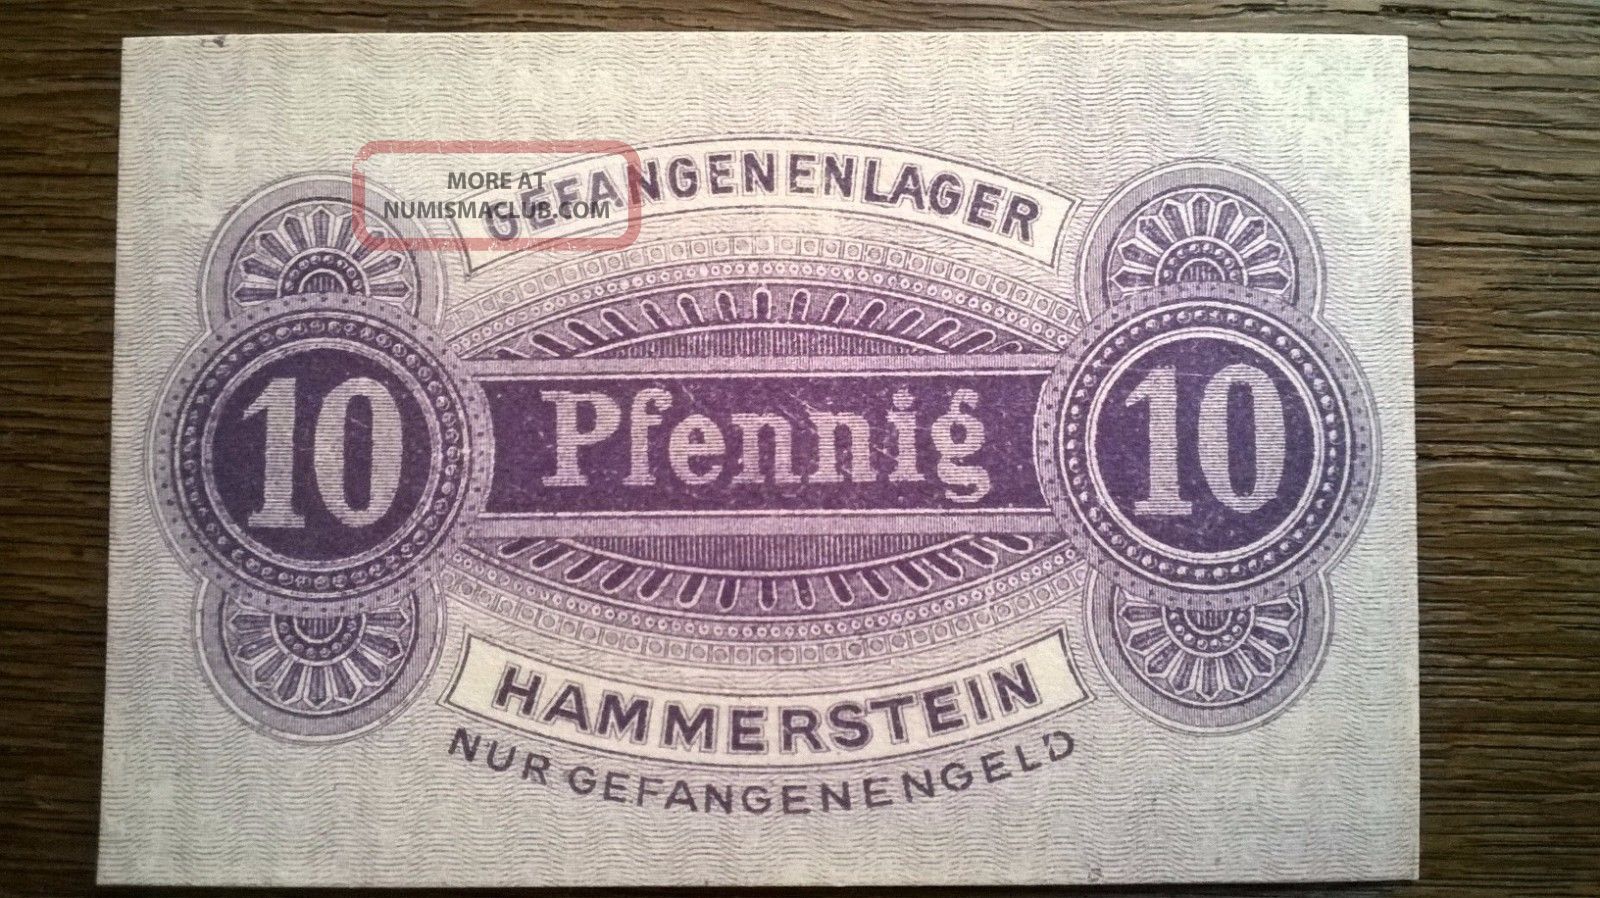 MORE AT
NUMISMACLUB.COM
GEFANGENENLAGER
10 Pfennig 10
HAMMERSTEIN
NUR GEFANGENENGELD